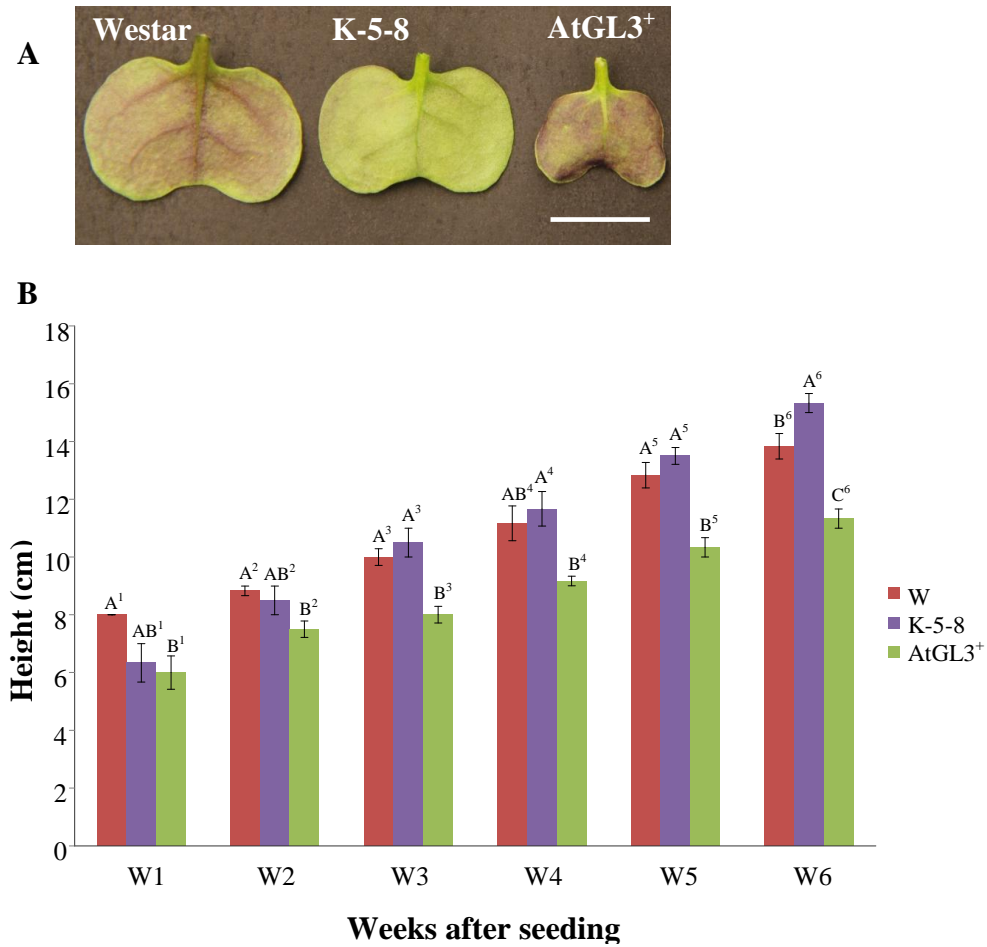 A
Westar K-5-8 AtGL3⁺
B
Height (cm)
18
16
14
12
10
8
6
4
2
0
A¹ AB¹ B¹
A² AB² B²
A³ A³ B³
AB⁴ A⁴ B⁴
A⁵ A⁵ B⁵
B⁶ A⁶ C⁶
W
K-5-8
AtGL3⁺
W1 W2 W3 W4 W5 W6
Weeks after seeding